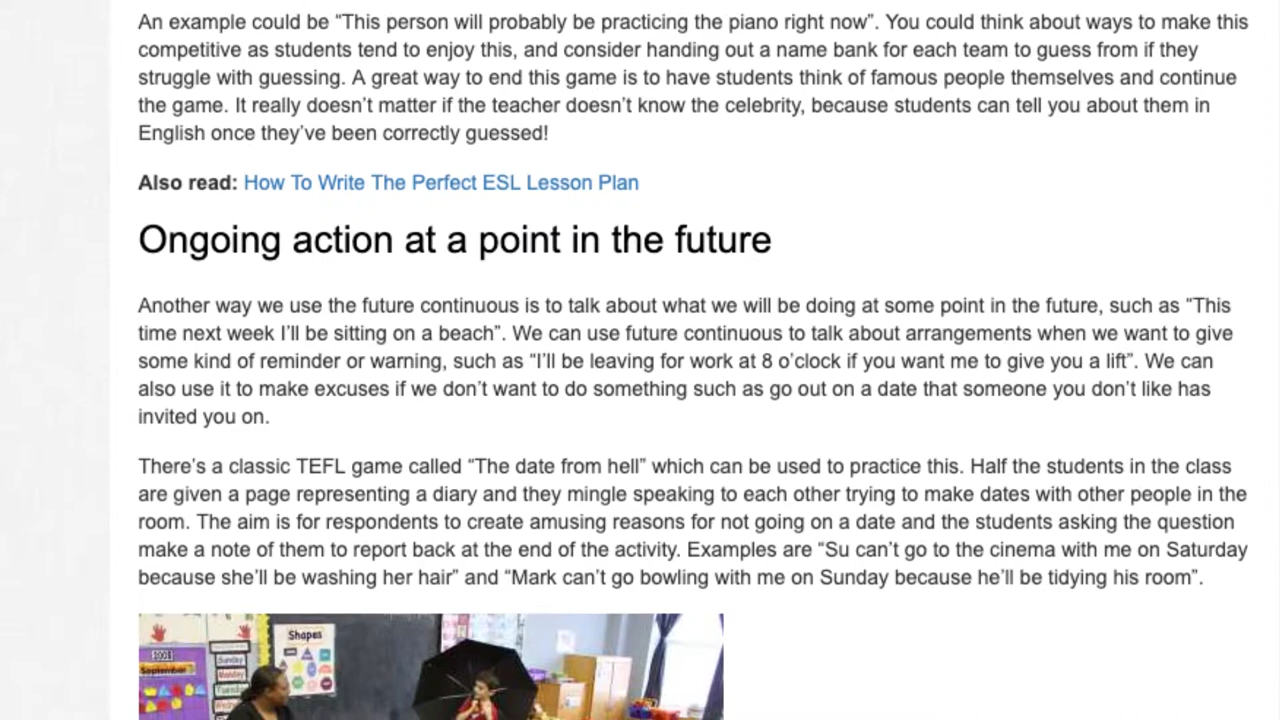 An example could be “This person will probably be practicing the piano right now”. You could think about ways to make this
competitive as students tend to enjoy this, and consider handing out a name bank for each team to guess from if they
struggle with guessing. A great way to end this game is to have students think of famous people themselves and continue
the game. It really doesn’t matter if the teacher doesn’t know the celebrity, because students can tell you about them in
English once they’ve been correctly guessed!
Also read: How To Write The Perfect ESL Lesson Plan
Ongoing action at a point in the future
Another way we use the future continuous is to talk about what we will be doing at some point in the future, such as “This
time next week I’ll be sitting on a beach”. We can use future continuous to talk about arrangements when we want to give
some kind of reminder or warning, such as “I’ll be leaving for work at 8 o’clock if you want me to give you a lift”. We can
also use it to make excuses if we don’t want to do something such as go out on a date that someone you don’t like has
invited you on.
There’s a classic TEFL game called “The date from hell” which can be used to practice this. Half the students in the class
are given a page representing a diary and they mingle speaking to each other trying to make dates with other people in the
room. The aim is for respondents to create amusing reasons for not going on a date and the students asking the question
make a note of them to report back at the end of the activity. Examples are “Su can’t go to the cinema with me on Saturday
because she’ll be washing her hair” and “Mark can’t go bowling with me on Sunday because he’ll be tidying his room”.
Shapes
September
Sunday
Monday